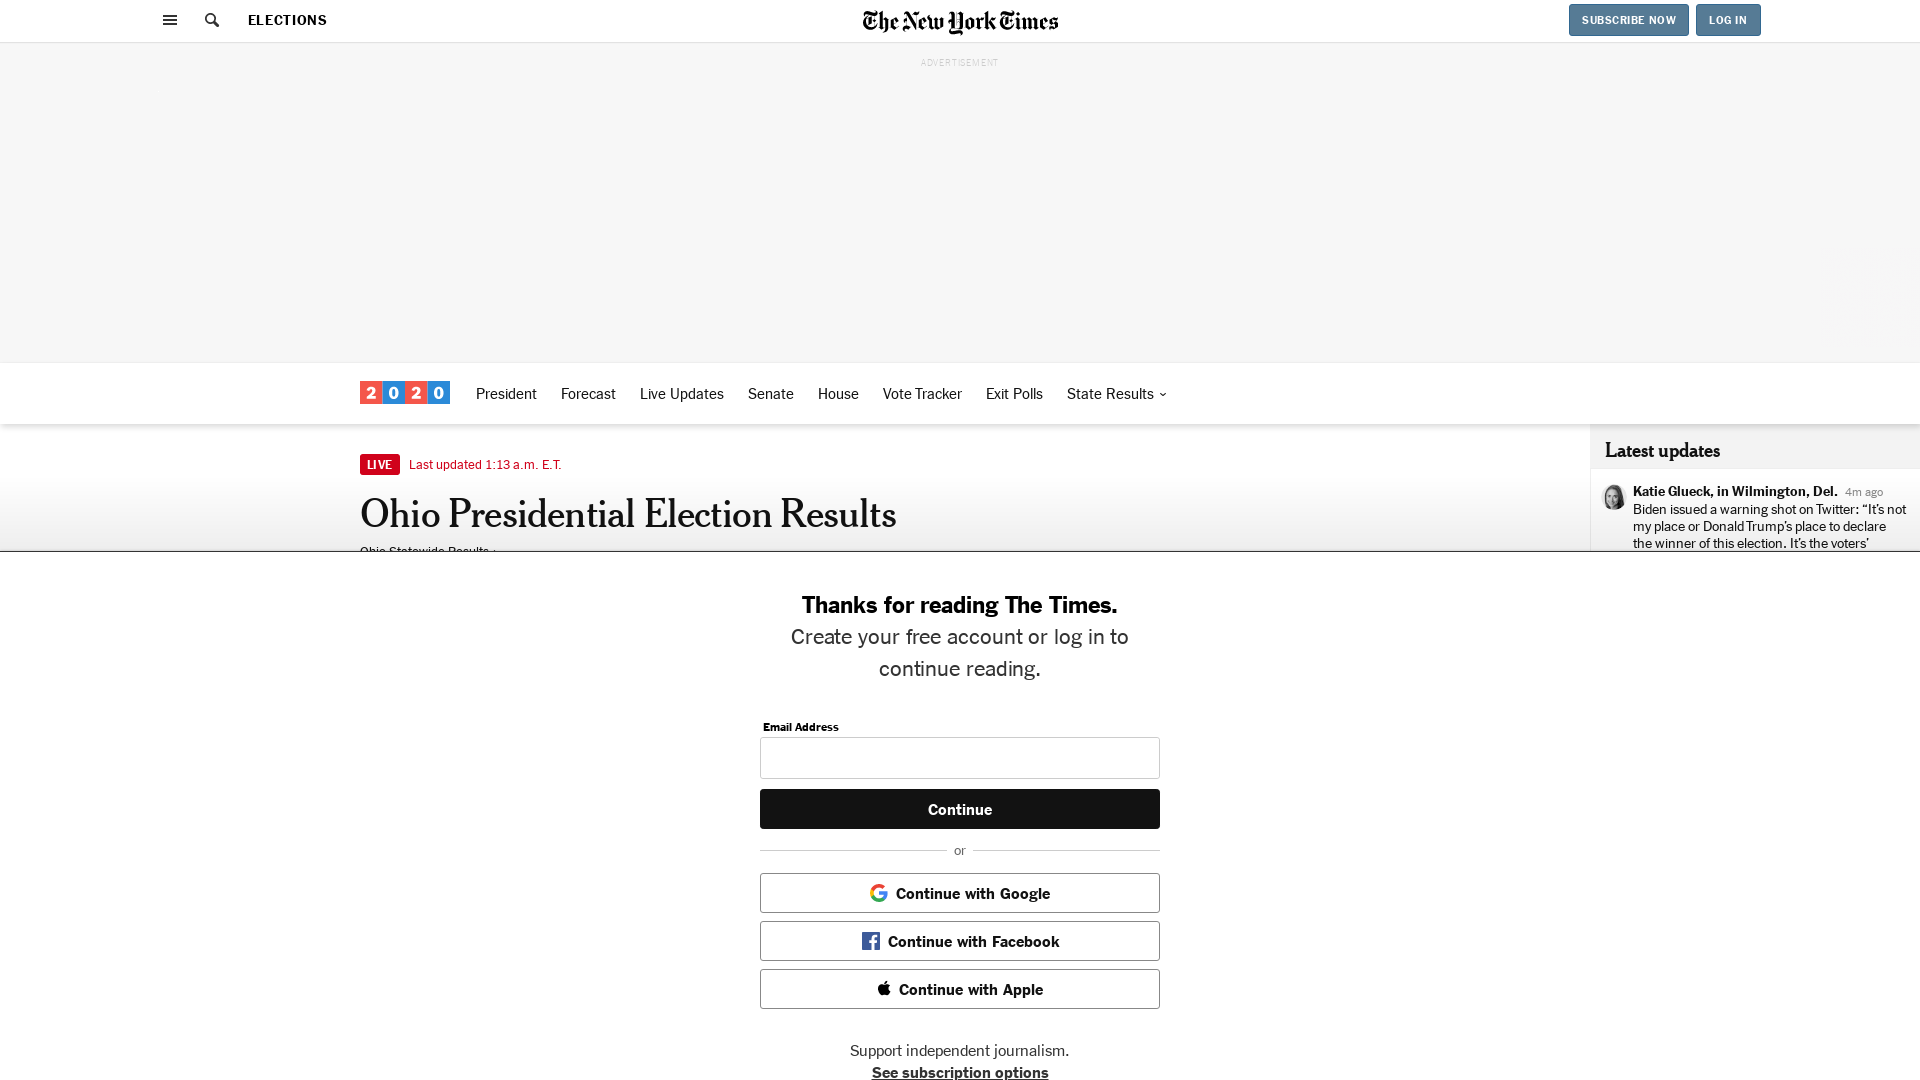 ELECTIONS
The New York Times
SUBSCRIBE NOW
LOG IN
ADVERTISEMENT
2020
President
Forecast
Live Updates
Senate
House
Vote Tracker
Exit Polls
State Results
LIVE
Last updated 1:13 a.m. E.T.
Ohio Presidential Election Results
Ohio Statewide Results ›
Latest updates
Katie Glueck, in Wilmington, Del. 4m ago
Biden issued a warning shot on Twitter: “It’s not
my place or Donald Trump’s place to declare
the winner of this election. It’s the voters’
Thanks for reading The Times.
Create your free account or log in to
continue reading.
Email Address
Continue
or
Continue with Google
Continue with Facebook
Continue with Apple
Support independent journalism.
See subscription options